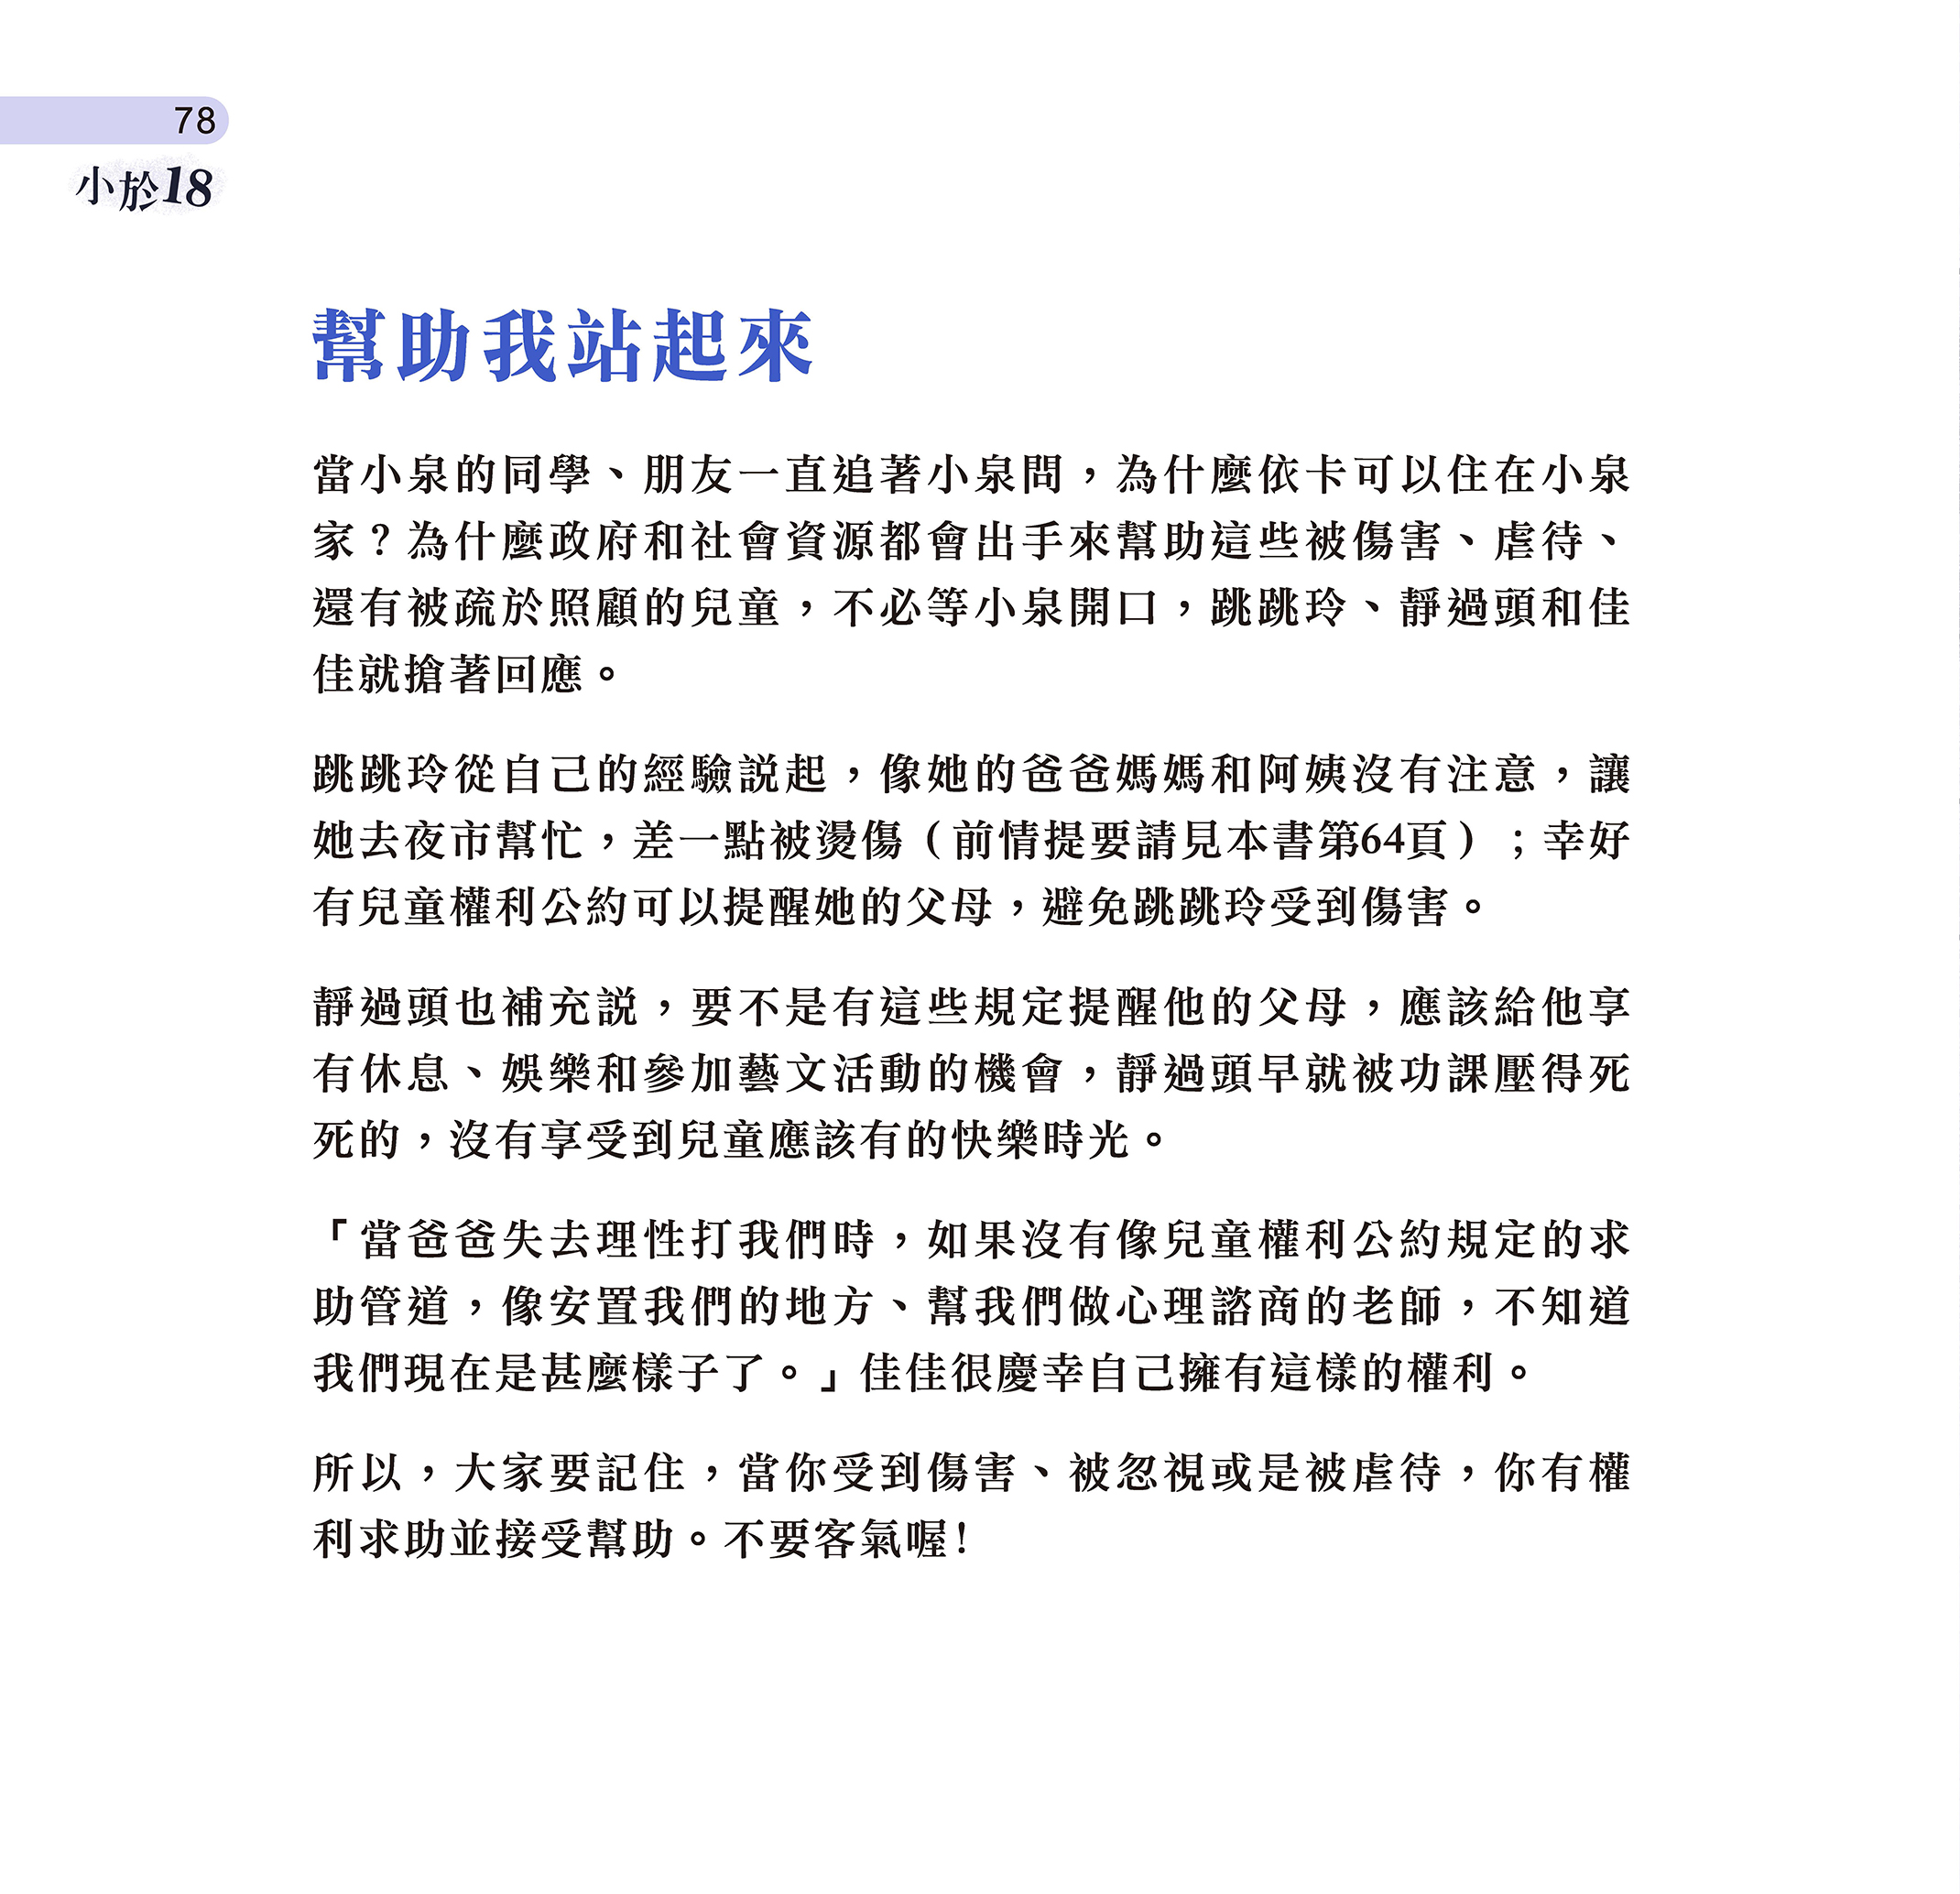 78
小於18
幫助我站起來
當小泉的同學、朋友一直追著小泉問，為什麼依卡可以住在小泉
家？為什麼政府和社會資源都會出手來幫助這些被傷害、虐待、
還有被疏於照顧的兒童，不必等小泉開口，跳跳玲、靜過頭和佳
佳就搶著回應。
跳跳玲從自己的經驗說起，像她的爸爸媽媽和阿姨沒有注意，讓
她去夜市幫忙，差一點被燙傷（前情提要請見本書第64頁）；幸好
有兒童權利公約可以提醒她的父母，避免跳跳玲受到傷害。
靜過頭也補充說，要不是有這些規定提醒他的父母，應該給他享
有休息、娛樂和參加藝文活動的機會，靜過頭早就被功課壓得死
死的，沒有享受到兒童應該有的快樂時光。
「當爸爸失去理性打我們時，如果沒有像兒童權利公約規定的求
助管道，像安置我們的地方、幫我們做心理諮商的老師，不知道
我們現在是甚麼樣子了。」佳佳很慶幸自己擁有這樣的權利。
所以，大家要記住，當你受到傷害、被忽視或是被虐待，你有權
利求助並接受幫助。不要客氣喔！